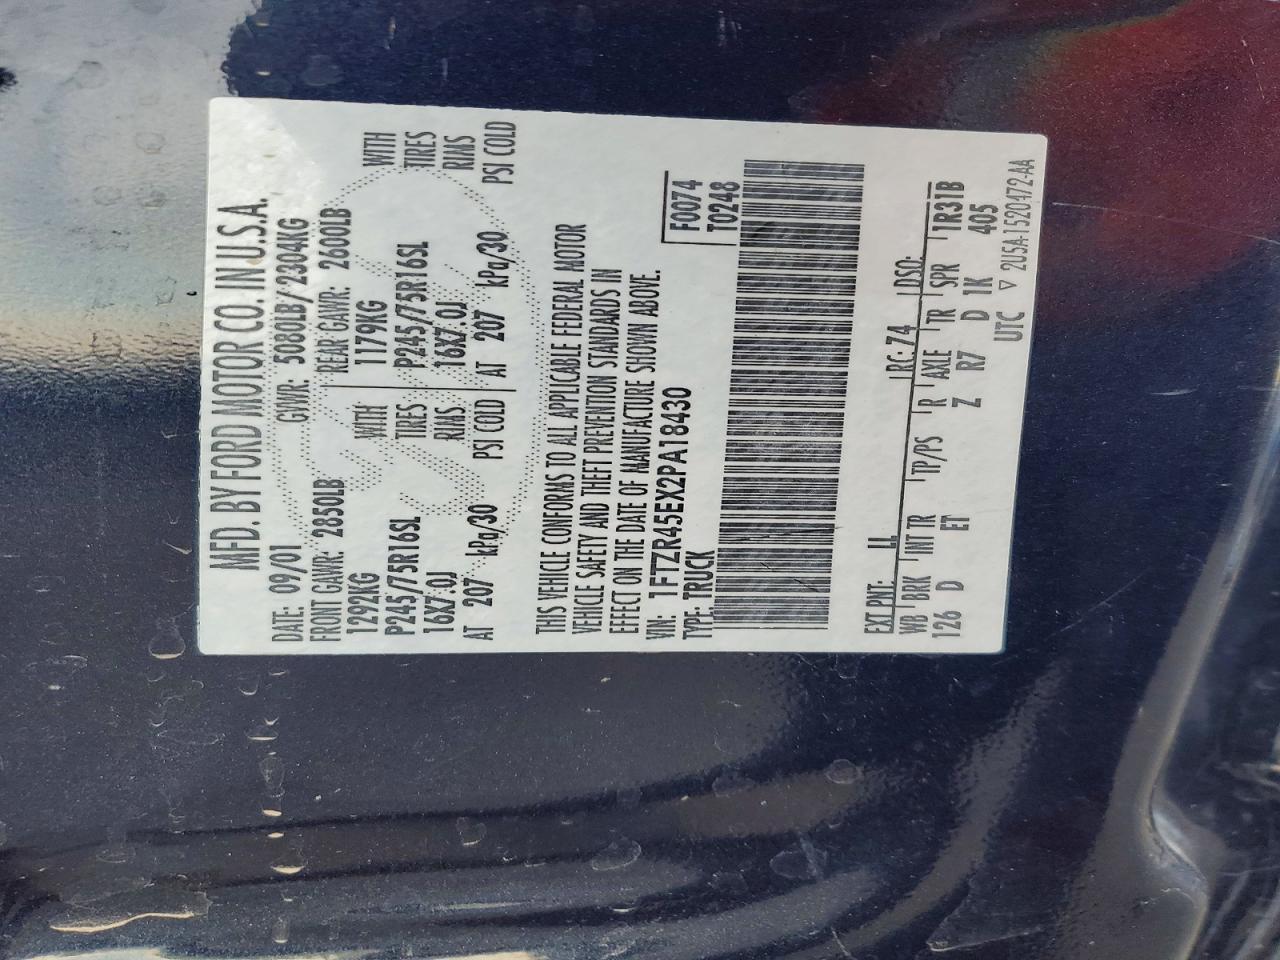 MFD. BY FORD MOTOR CO. IN U.S.A.
DATE: 09/01 GVWR: 5080LB/2304KG
FRONT GAWR: 2850LB REAR GAWR: 2600LB
1292KG WITH 1179KG WITH
P245/75R16SL TIRES P245/75R16SL TIRES
16X7.0J RIMS 16X7.0J RIMS
AT 207 kPa/30 PSI COLD AT 207 kPa/30 PSI COLD
THIS VEHICLE CONFORMS TO ALL APPLICABLE FEDERAL MOTOR
VEHICLE SAFETY AND THEFT PREVENTION STANDARDS IN
EFFECT ON THE DATE OF MANUFACTURE SHOWN ABOVE.
VIN: 1FTZR45EX2PA18430
TYPE: TRUCK
F0074
T0248
EXT PNT: LL RC: 74 DSO:
WB BRK INT TR TP/PS R AXLE TR SPR 1R31B
126 D ET Z R7 D 1K 405
UTC ▽ 2U5A-1520472-AA